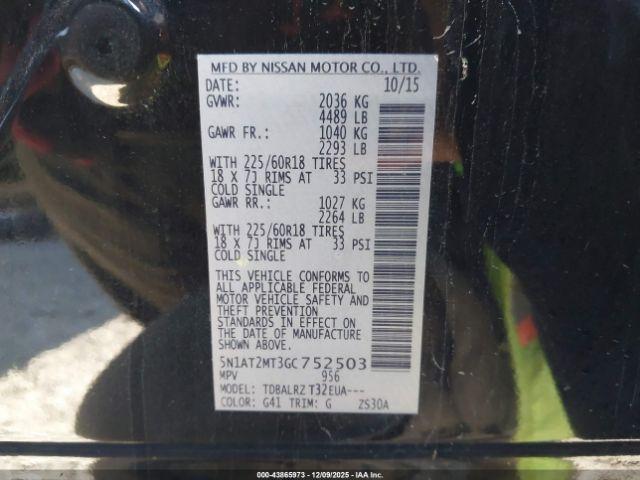 MFD BY NISSAN MOTOR CO., LTD.
DATE: 10/15
GVWR: 2036 KG
4489 LB
GAWR FR.: 1040 KG
2293 LB
WITH 225/60R18 TIRES
18 X 7J RIMS AT 33 PSI
COLD SINGLE
GAWR RR.: 1027 KG
2264 LB
WITH 225/60R18 TIRES
18 X 7J RIMS AT 33 PSI
COLD SINGLE
THIS VEHICLE CONFORMS TO
ALL APPLICABLE FEDERAL
MOTOR VEHICLE SAFETY AND
THEFT PREVENTION
STANDARDS IN EFFECT ON
THE DATE OF MANUFACTURE
SHOWN ABOVE.
5N1AT2MT3GC752503
MPV 956
MODEL: TDBALRZ T32EUA---
COLOR: G41 TRIM: G ZS30A
000-43865973 - 12/09/2025 - Copart, IAA Inc.